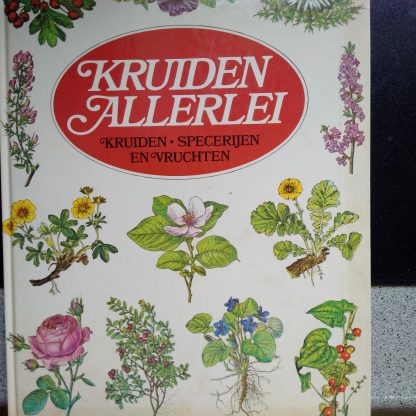 KRUIDEN
ALLERLEI
KRUIDEN • SPECERIJEN
EN VRUCHTEN